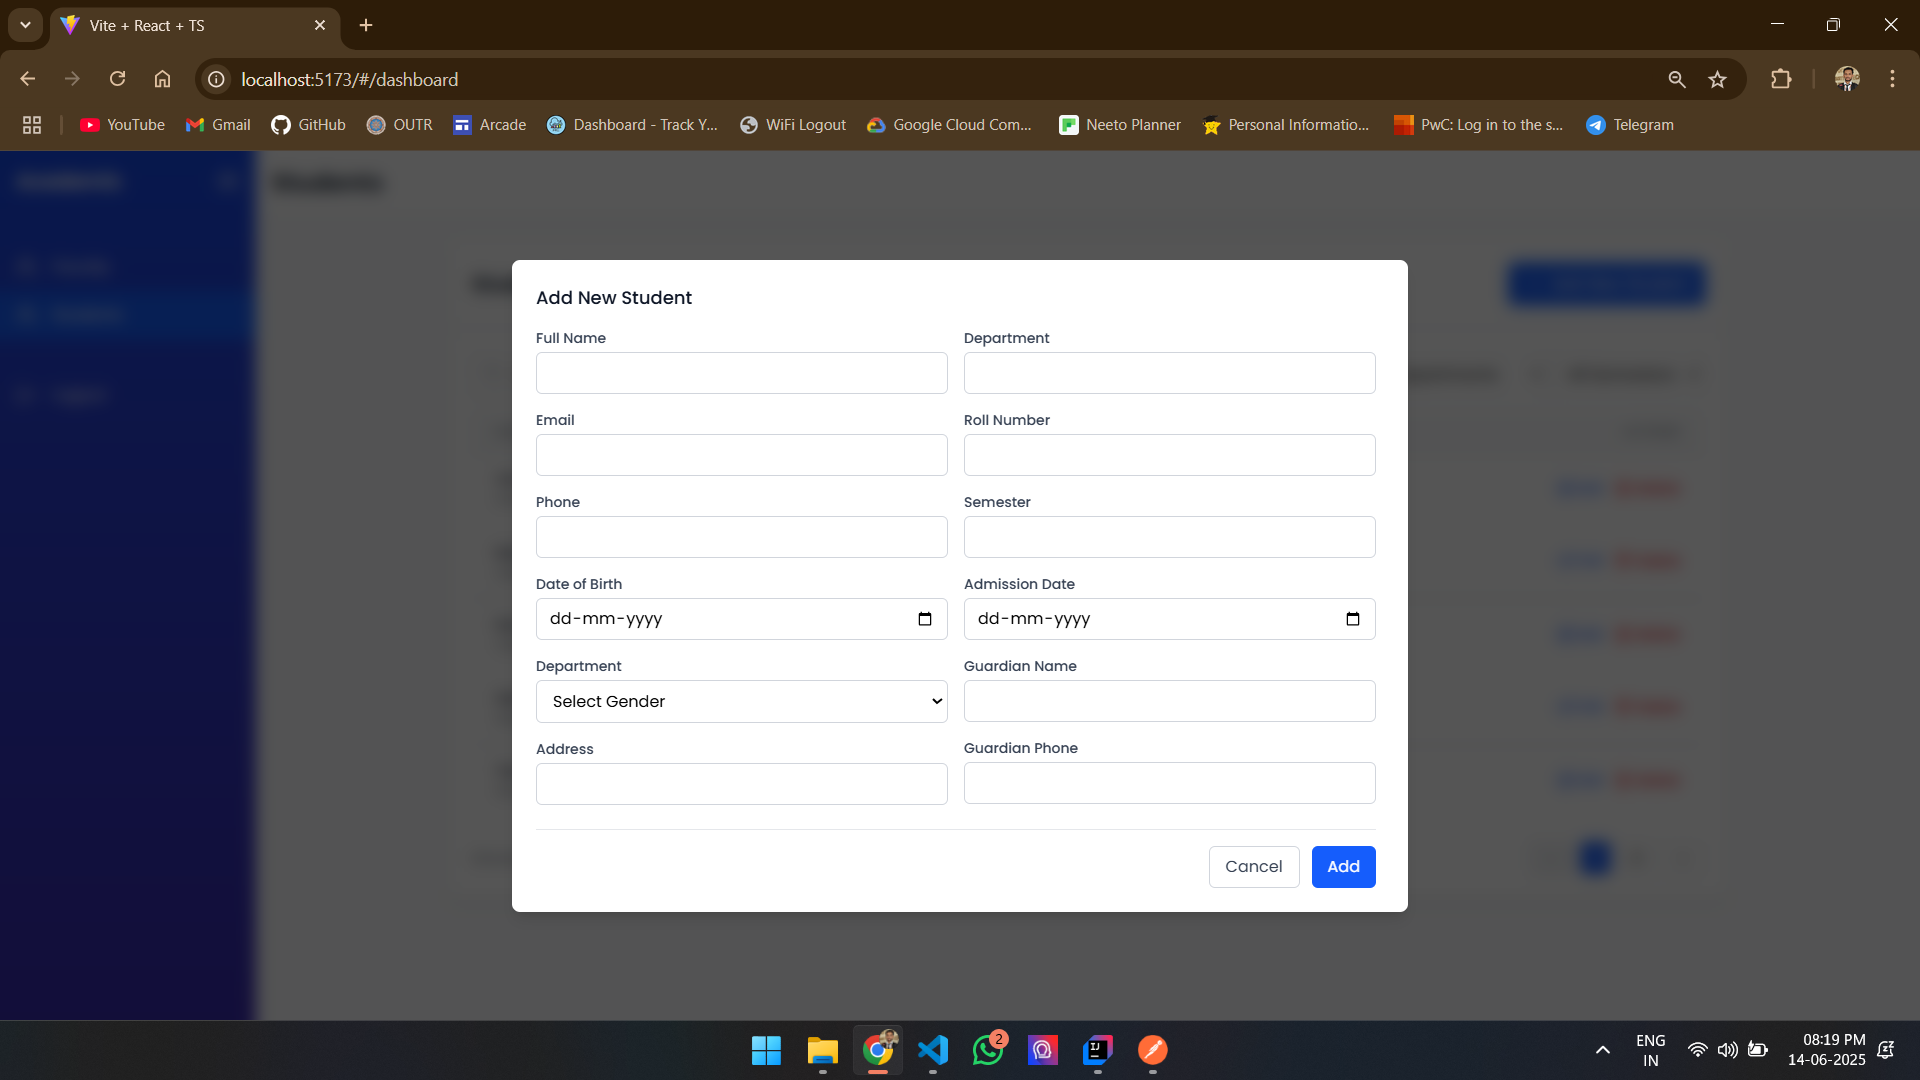 Vite + React + TS
localhost:5173/#/dashboard
YouTube
Gmail
GitHub
OUTR
Arcade
Dashboard - Track Y...
WiFi Logout
Google Cloud Com...
Neeto Planner
Personal Informatio...
PwC: Log in to the s...
Telegram
Students
Add New Student
Full Name
Department
Email
Roll Number
Phone
Semester
Date of Birth
Admission Date
dd-mm-yyyy
dd-mm-yyyy
Department
Guardian Name
Select Gender
Address
Guardian Phone
Cancel
Add
2
ENG
IN
08:19 PM
14-06-2025